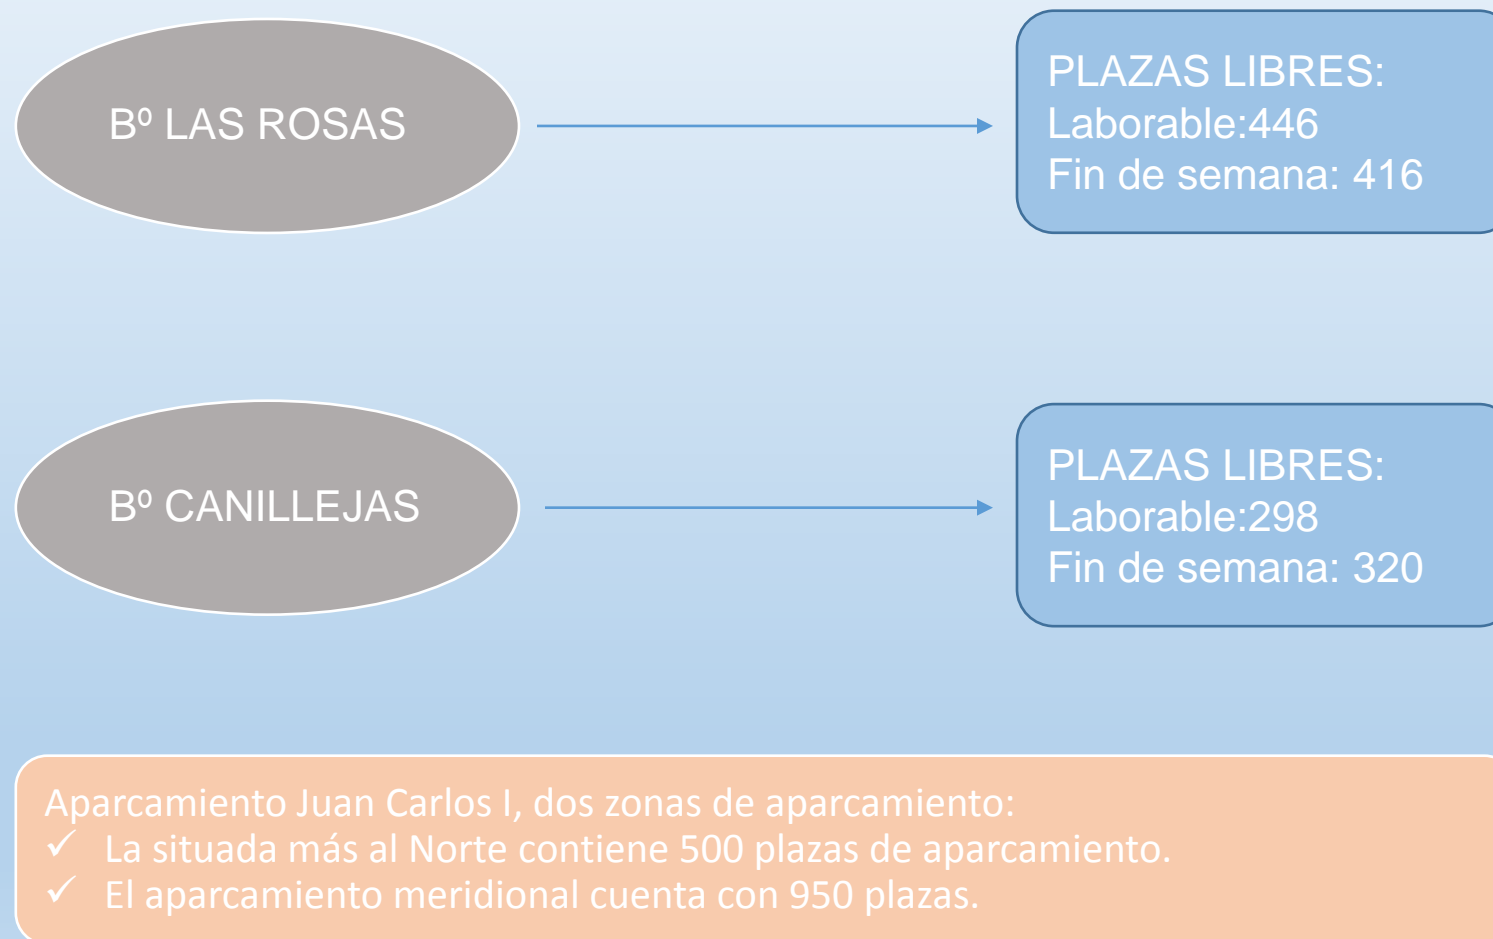 Bº LAS ROSAS
PLAZAS LIBRES:
Laborable:446
Fin de semana: 416
Bº CANILLEJAS
PLAZAS LIBRES:
Laborable:298
Fin de semana: 320
Aparcamiento Juan Carlos I, dos zonas de aparcamiento:
✓ La situada más al Norte contiene 500 plazas de aparcamiento.
✓ El aparcamiento meridional cuenta con 950 plazas.